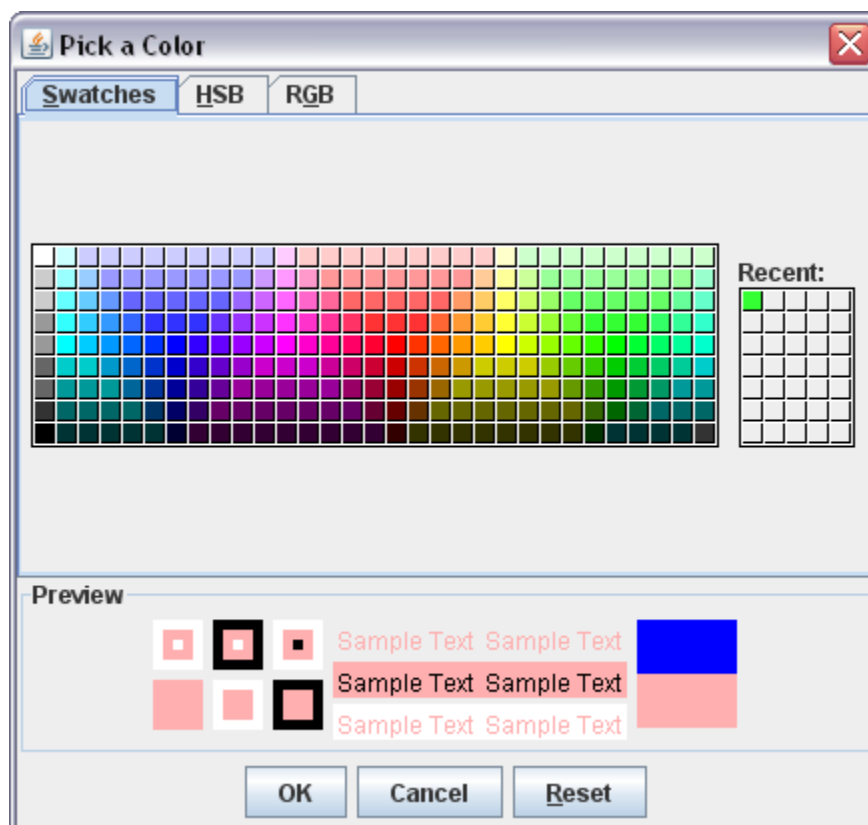 Pick a Color
Swatches HSB RGB
Recent:
Preview
Sample Text Sample Text
Sample Text Sample Text
Sample Text Sample Text
OK Cancel Reset